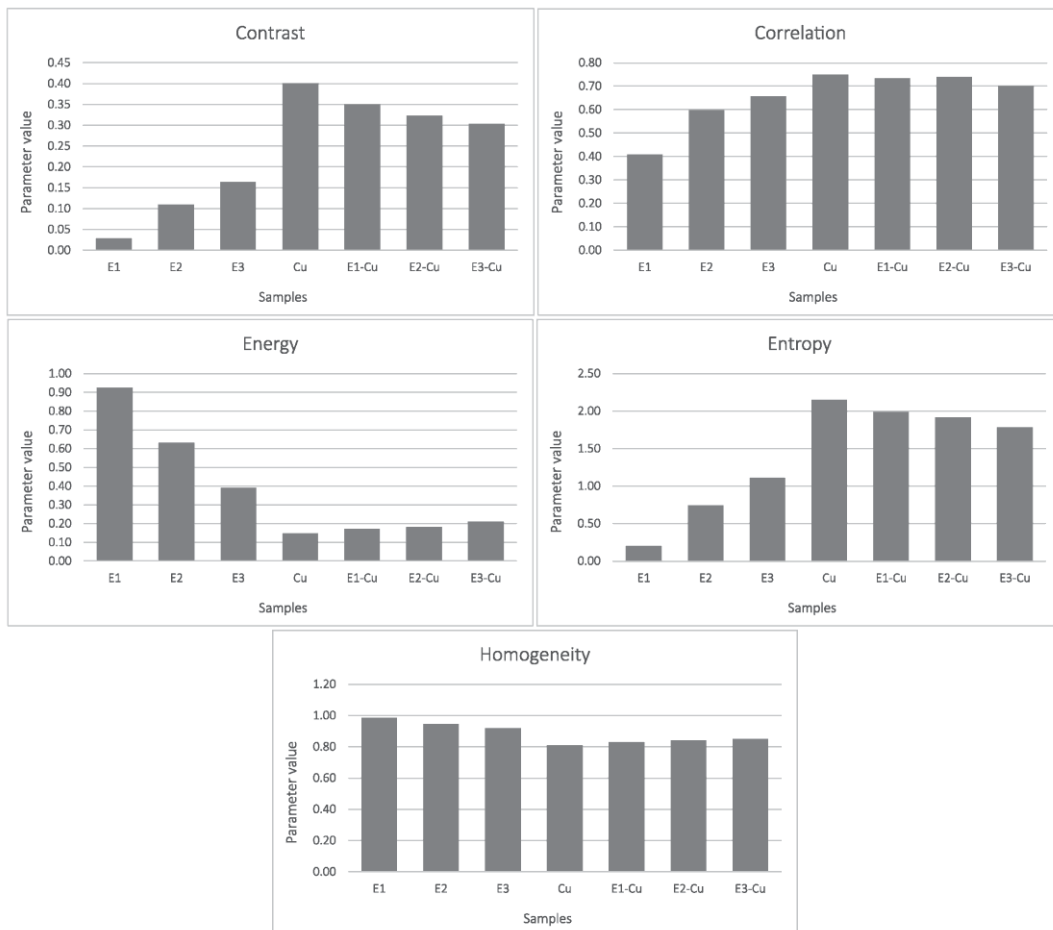 Contrast
Parameter value
0.45
0.40
0.35
0.30
0.25
0.20
0.15
0.10
0.05
0.00
E1 E2 E3 Cu E1-Cu E2-Cu E3-Cu
Samples
Correlation
Parameter value
0.80
0.70
0.60
0.50
0.40
0.30
0.20
0.10
0.00
E1 E2 E3 Cu E1-Cu E2-Cu E3-Cu
Samples
Energy
Parameter value
1.00
0.90
0.80
0.70
0.60
0.50
0.40
0.30
0.20
0.10
0.00
E1 E2 E3 Cu E1-Cu E2-Cu E3-Cu
Samples
Entropy
Parameter value
2.50
2.00
1.50
1.00
0.50
0.00
E1 E2 E3 Cu E1-Cu E2-Cu E3-Cu
Samples
Homogeneity
Parameter value
1.20
1.00
0.80
0.60
0.40
0.20
0.00
E1 E2 E3 Cu E1-Cu E2-Cu E3-Cu
Samples